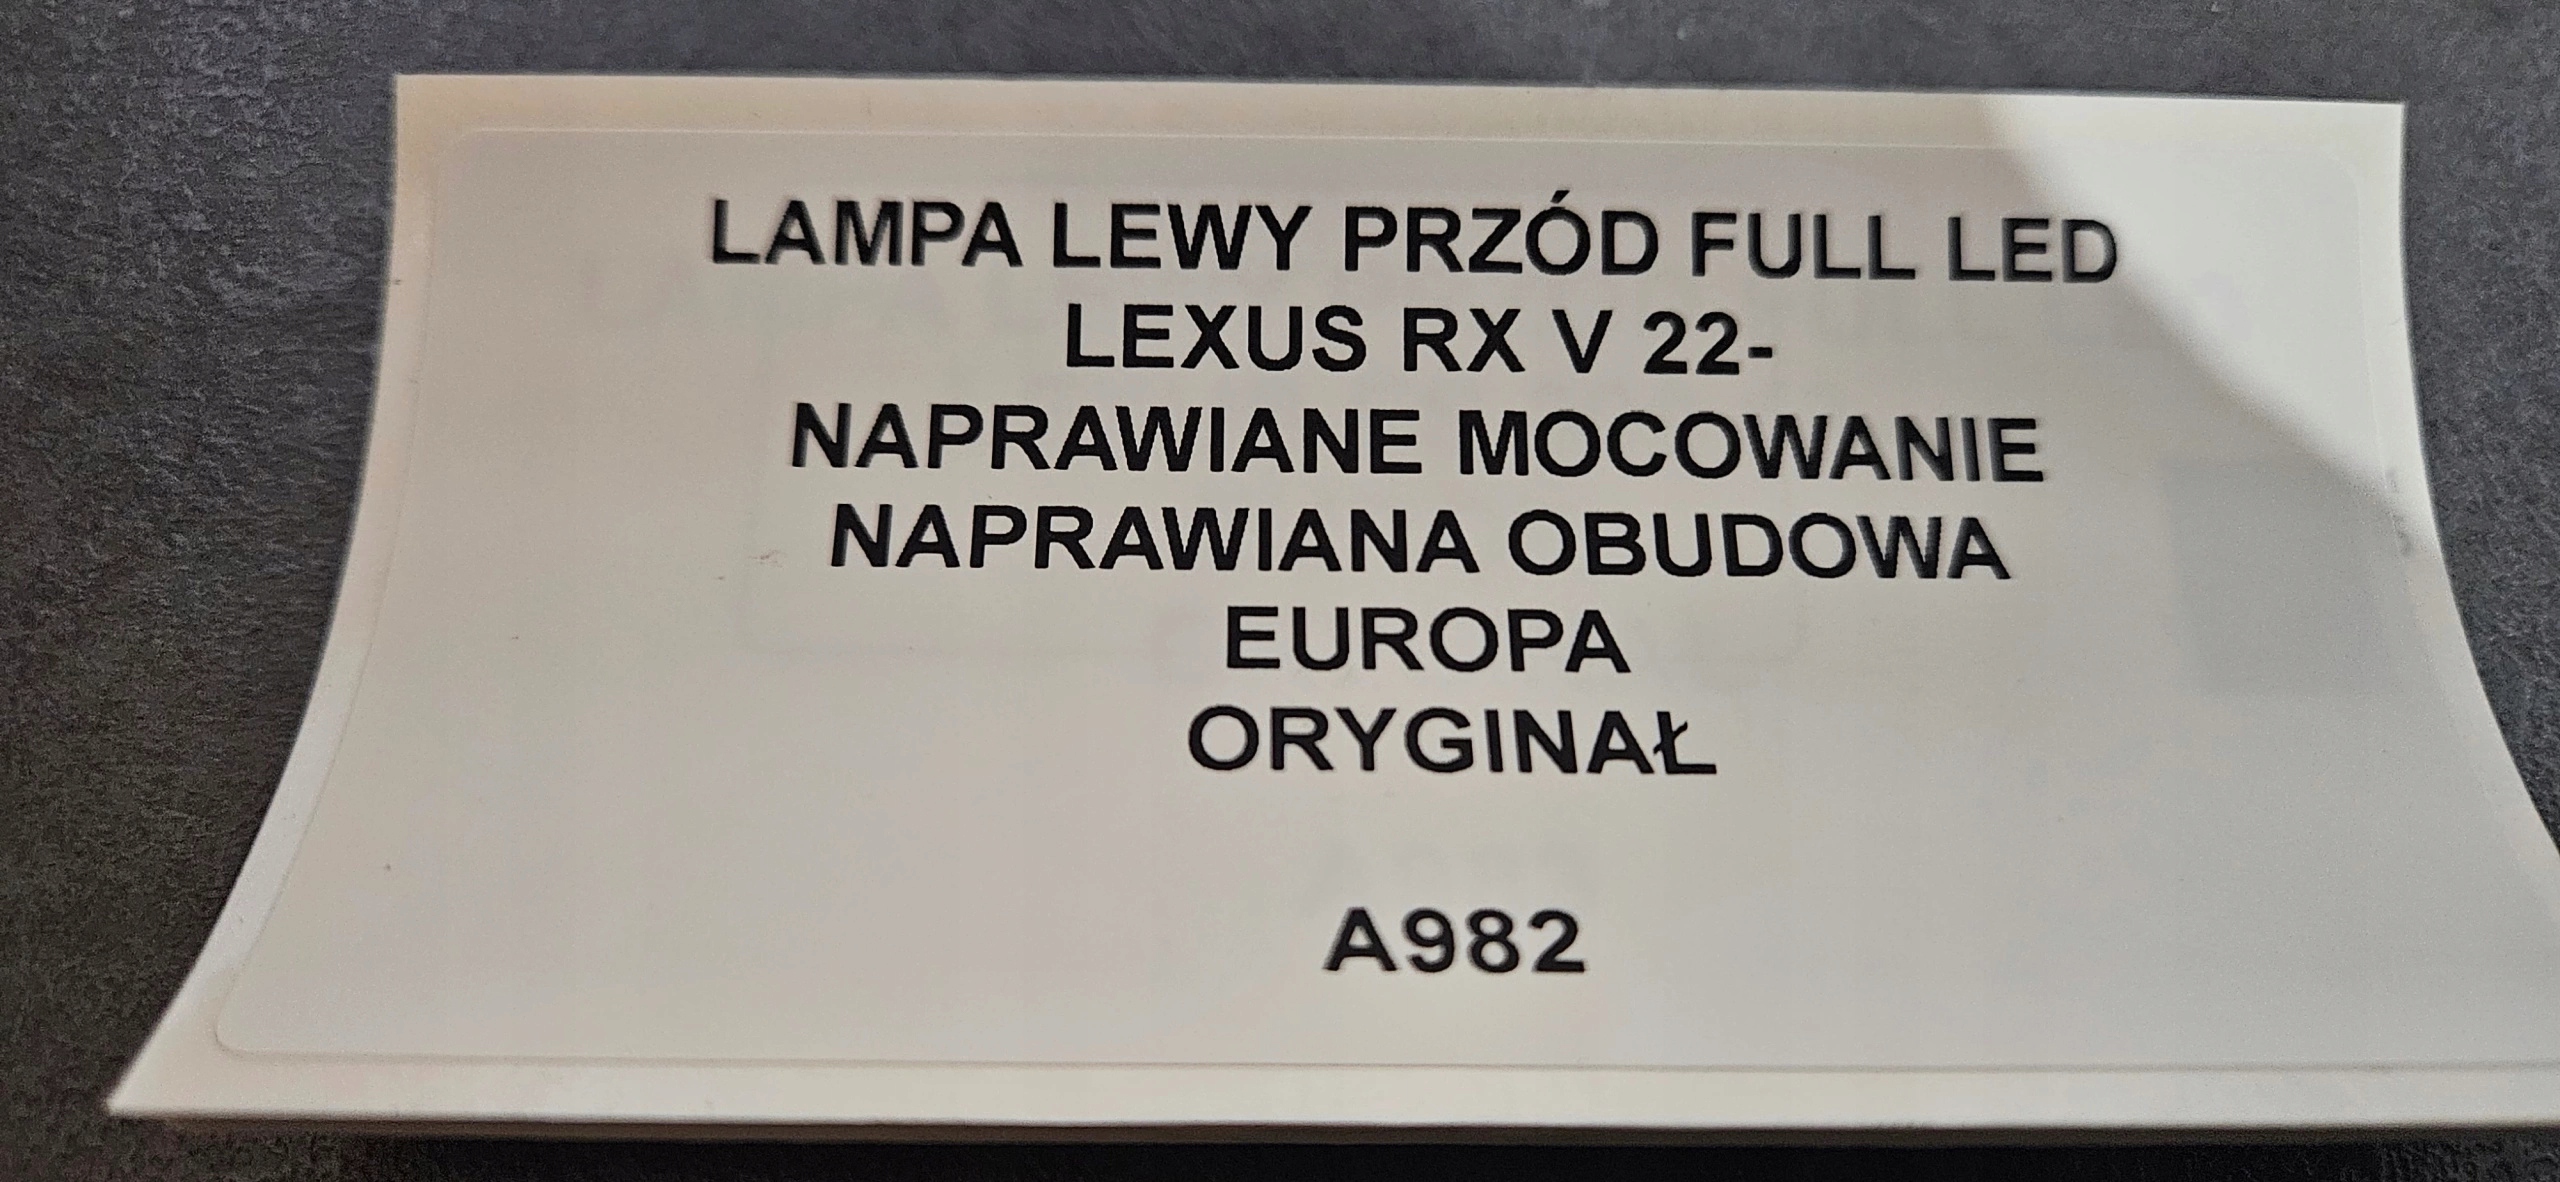 LAMPA LEWY PRZÓD FULL LED
LEXUS RX V 22-
NAPRAWIANE MOCOWANIE
NAPRAWIANA OBUDOWA
EUROPA
ORYGINAŁ
A982